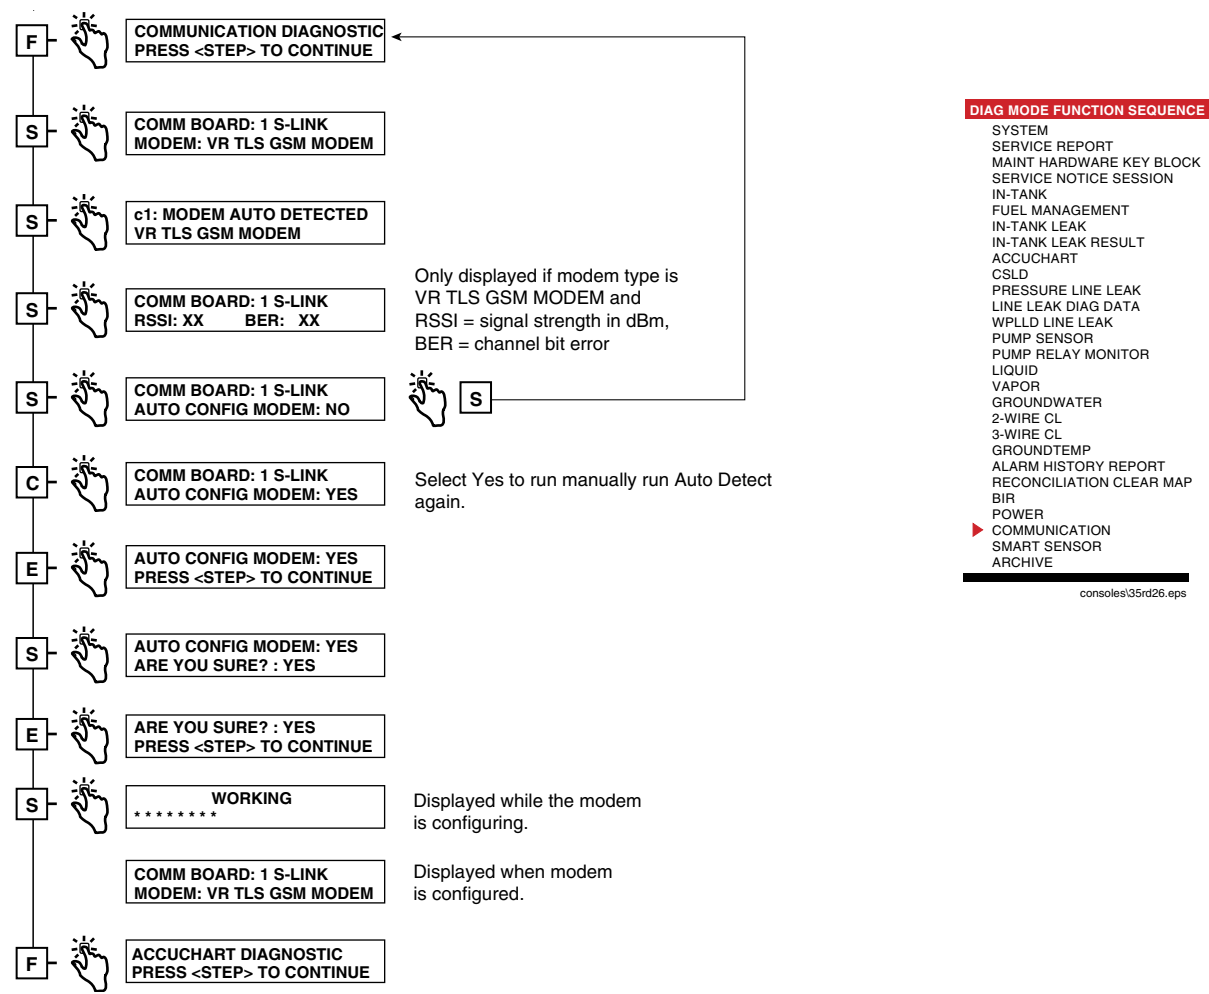 F
COMMUNICATION DIAGNOSTIC
PRESS <STEP> TO CONTINUE
S
COMM BOARD: 1 S-LINK
MODEM: VR TLS GSM MODEM
S
c1: MODEM AUTO DETECTED
VR TLS GSM MODEM
S
COMM BOARD: 1 S-LINK
RSSI: XX BER: XX
Only displayed if modem type is
VR TLS GSM MODEM and
RSSI = signal strength in dBm,
BER = channel bit error
S
COMM BOARD: 1 S-LINK
AUTO CONFIG MODEM: NO
S
C
COMM BOARD: 1 S-LINK
AUTO CONFIG MODEM: YES
Select Yes to run manually run Auto Detect
again.
E
AUTO CONFIG MODEM: YES
PRESS <STEP> TO CONTINUE
S
AUTO CONFIG MODEM: YES
ARE YOU SURE? : YES
E
ARE YOU SURE? : YES
PRESS <STEP> TO CONTINUE
S
WORKING
* * * * * * * *
Displayed while the modem
is configuring.
COMM BOARD: 1 S-LINK
MODEM: VR TLS GSM MODEM
Displayed when modem
is configured.
F
ACCUCHART DIAGNOSTIC
PRESS <STEP> TO CONTINUE
DIAG MODE FUNCTION SEQUENCE
SYSTEM
SERVICE REPORT
MAINT HARDWARE KEY BLOCK
SERVICE NOTICE SESSION
IN-TANK
FUEL MANAGEMENT
IN-TANK LEAK
IN-TANK LEAK RESULT
ACCUCHART
CSLD
PRESSURE LINE LEAK
LINE LEAK DIAG DATA
WPLLD LINE LEAK
PUMP SENSOR
PUMP RELAY MONITOR
LIQUID
VAPOR
GROUNDWATER
2-WIRE CL
3-WIRE CL
GROUNDTEMP
ALARM HISTORY REPORT
RECONCILIATION CLEAR MAP
BIR
POWER
COMMUNICATION
SMART SENSOR
ARCHIVE
consoles\35rd26.eps